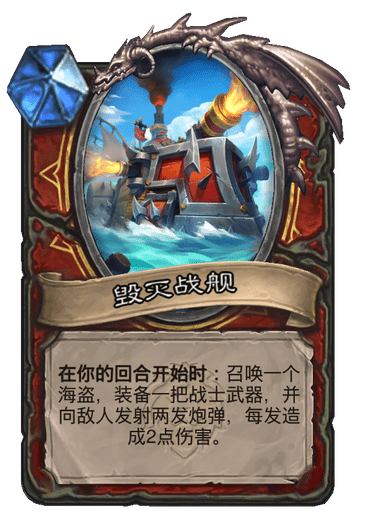 毁灭战舰
在你的回合开始时：召唤一个
海盗，装备一把战士武器，并
向敌人发射两发炮弹，每发造
成2点伤害。